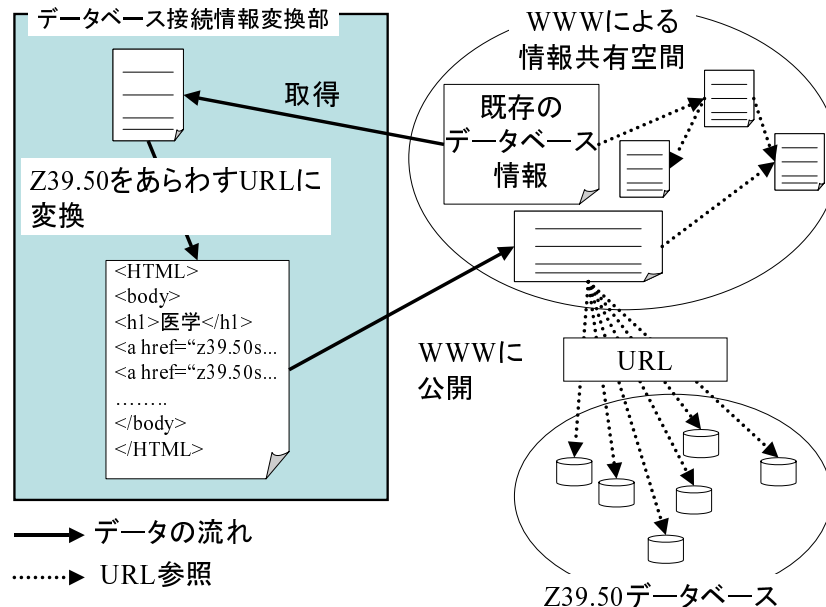 データベース接続情報変換部
取得
Z39.50をあらわすURLに
変換
<HTML>
<body>
<h1>医学</h1>
<a href=“z39.50s...
<a href=“z39.50s...
……..
</body>
</HTML>
WWWによる
情報共有空間
既存の
データベース
情報
WWWに
公開
URL
Z39.50データベース
データの流れ
URL参照